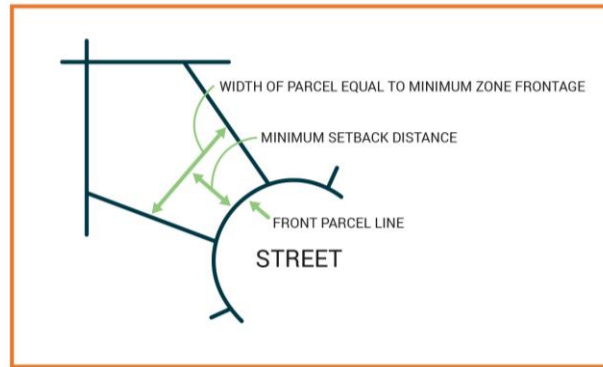 WIDTH OF PARCEL EQUAL TO MINIMUM ZONE FRONTAGE
MINIMUM SETBACK DISTANCE
FRONT PARCEL LINE
STREET